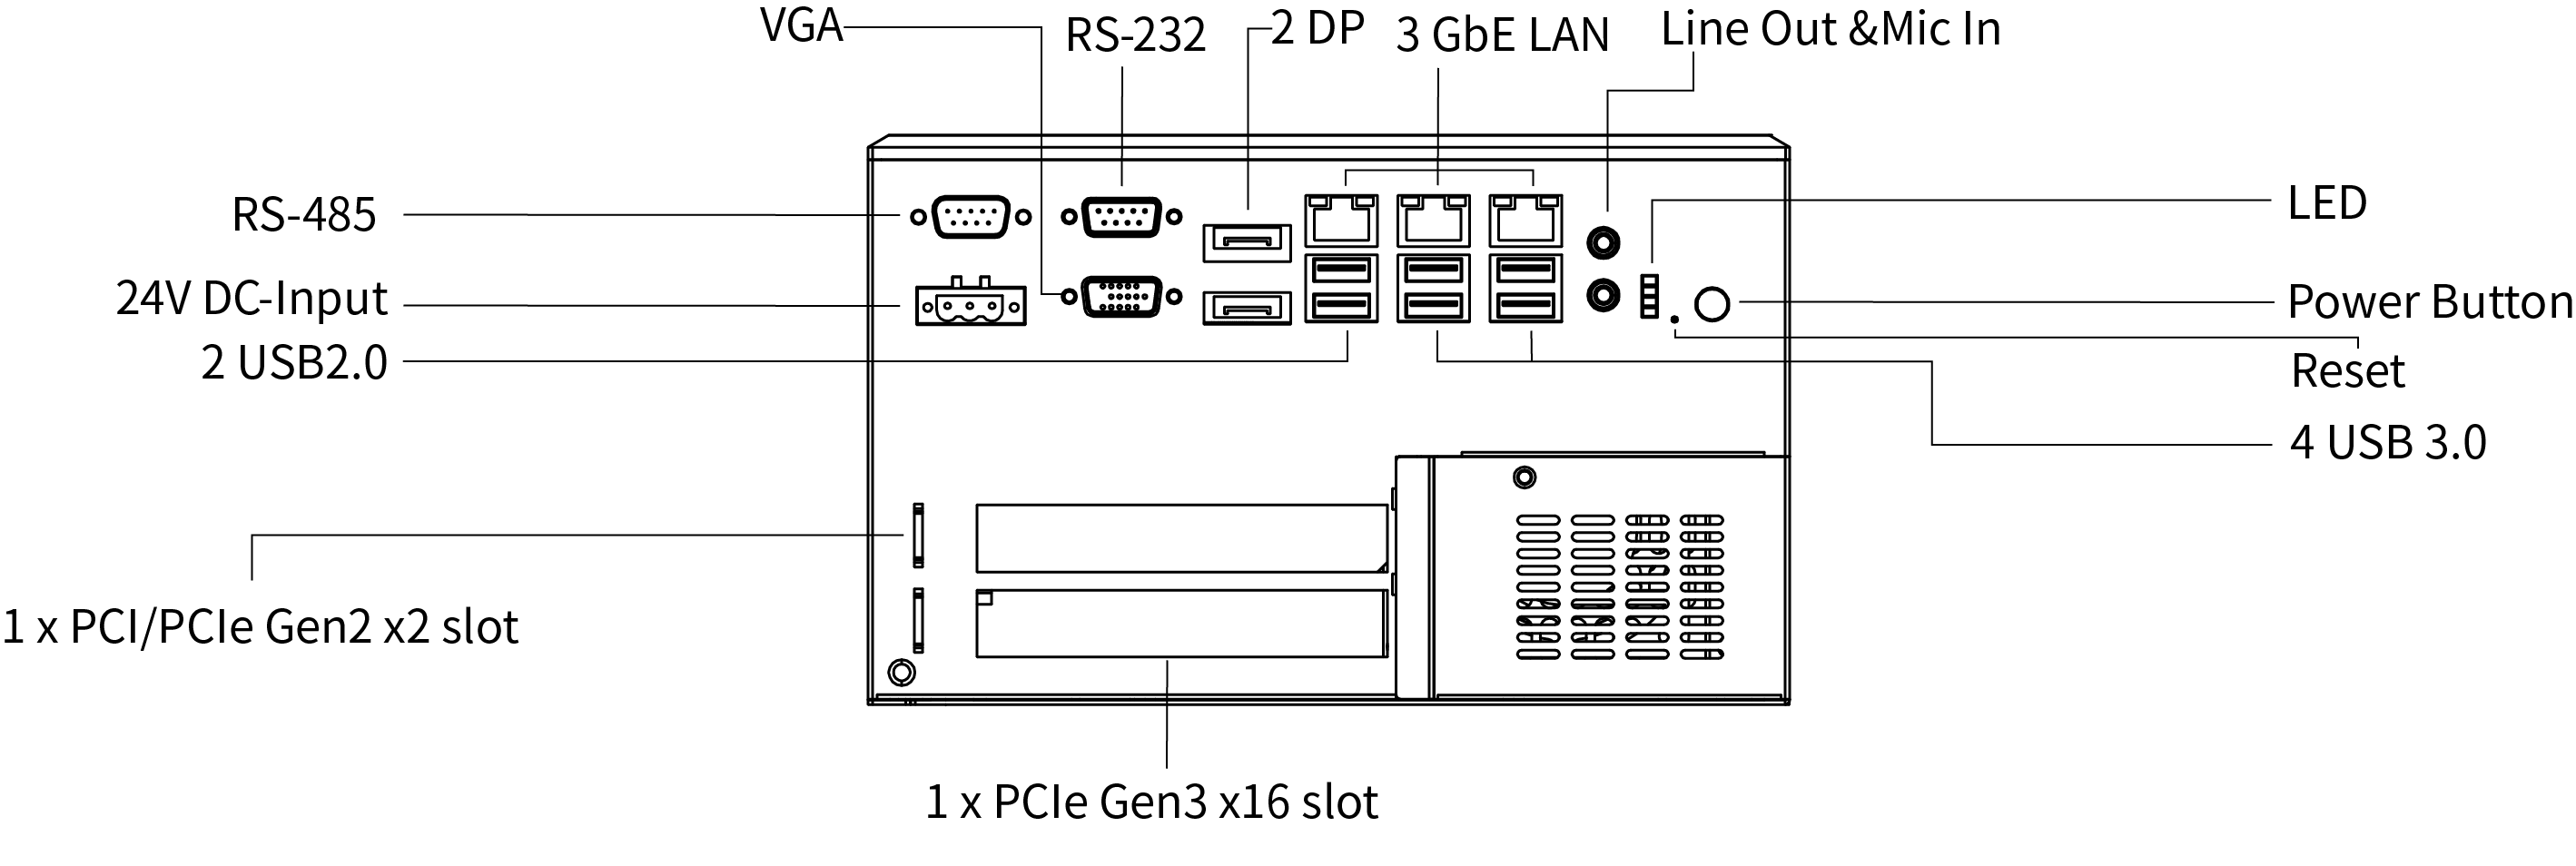 VGA
RS-232
2 DP
3 GbE LAN
Line Out &Mic In
RS-485
LED
24V DC-Input
Power Button
2 USB2.0
Reset
4 USB 3.0
1 x PCI/PCIe Gen2 x2 slot
1 x PCIe Gen3 x16 slot